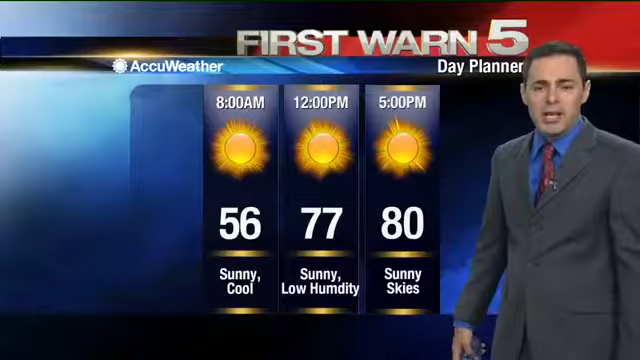 FIRST WARN 5
AccuWeather
Day Planner
8:00AM 12:00PM 5:00PM
56 77 80
Sunny, Sunny, Sunny
Cool Low Humdity Skies